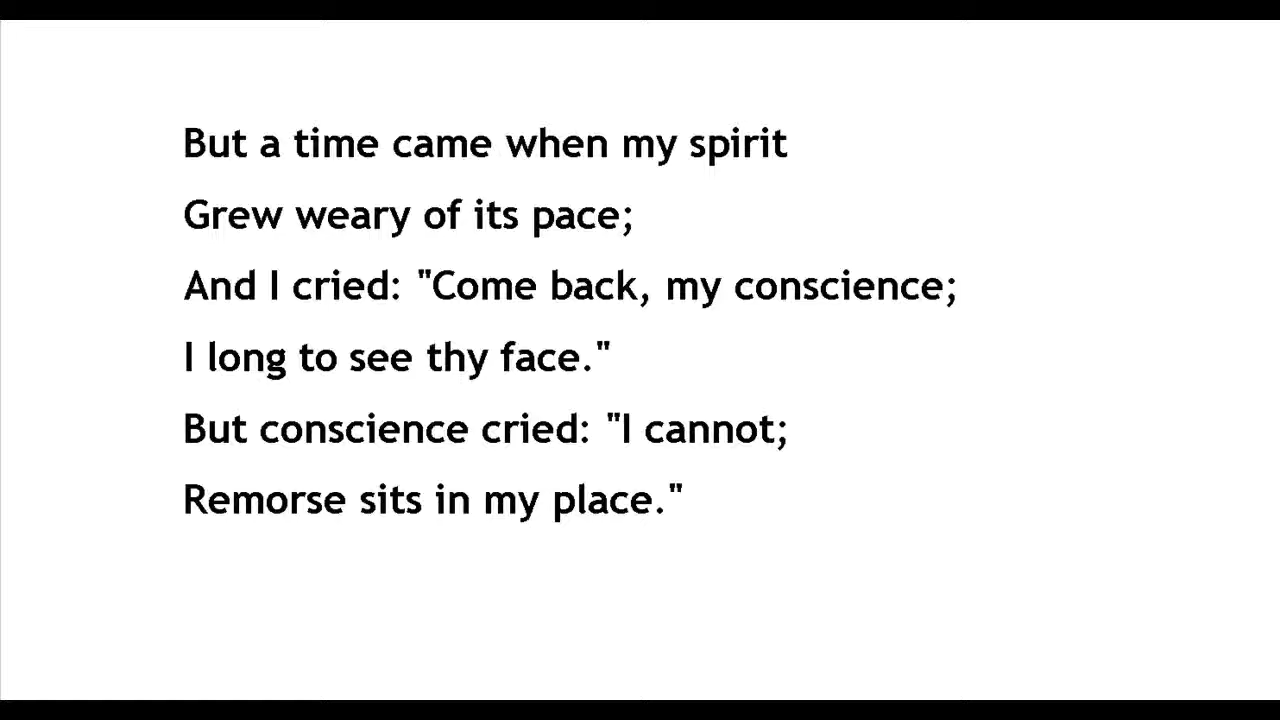 But a time came when my spirit
Grew weary of its pace;
And I cried: "Come back, my conscience;
I long to see thy face."
But conscience cried: "I cannot;
Remorse sits in my place."